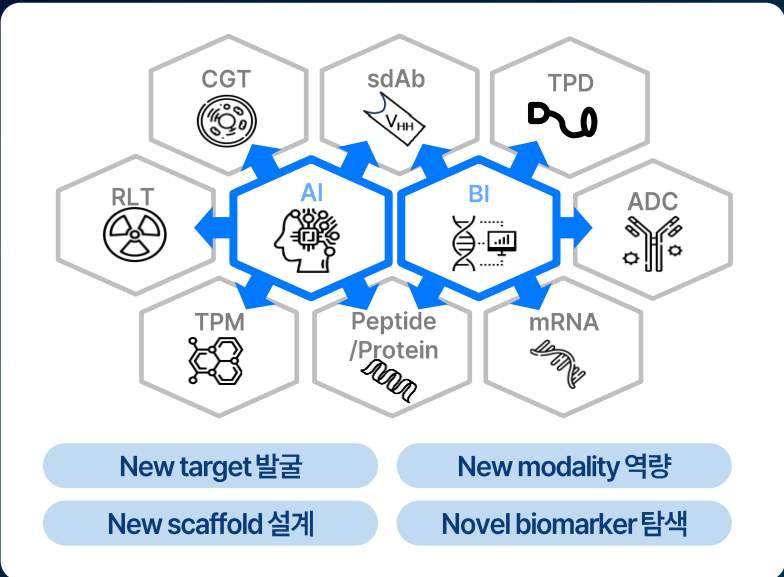 CGT
sdAb
TPD
V_HH
RLT
AI
BI
ADC
TPM
Peptide
/Protein
mRNA
New target 발굴
New modality 역량
New scaffold 설계
Novel biomarker 탐색